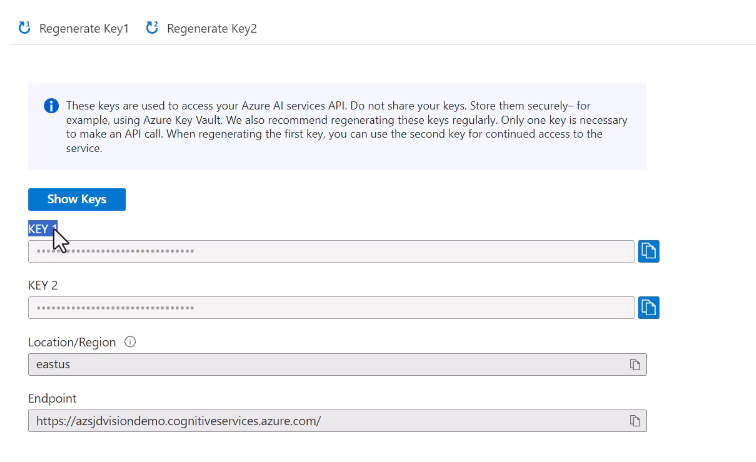 Regenerate Key1 Regenerate Key2
These keys are used to access your Azure AI services API. Do not share your keys. Store them securely– for
example, using Azure Key Vault. We also recommend regenerating these keys regularly. Only one key is necessary
to make an API call. When regenerating the first key, you can use the second key for continued access to the
service.
Show Keys
KEY 1
••••••••••••••••••••••••••••••••
KEY 2
••••••••••••••••••••••••••••••••
Location/Region
eastus
Endpoint
https://azsjdvisiondemo.cognitiveservices.azure.com/